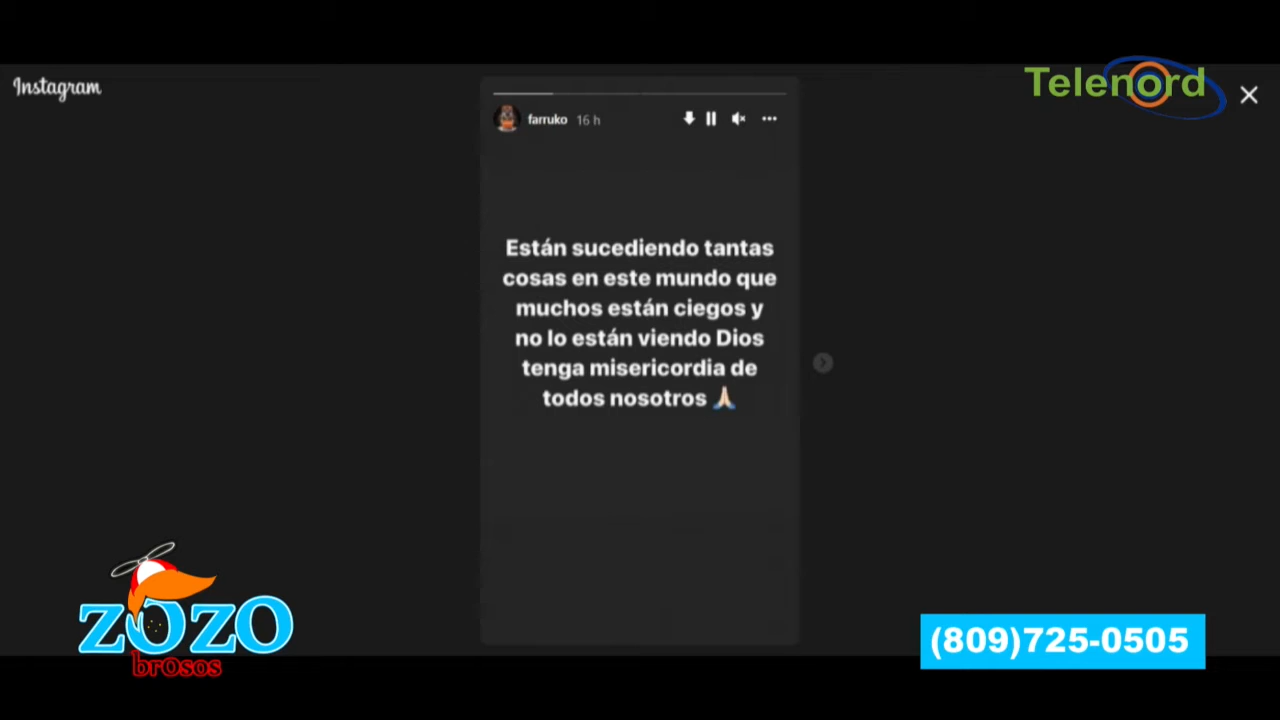 Instagram
Telenord
farruko 16 h
Están sucediendo tantas
cosas en este mundo que
muchos están ciegos y
no lo están viendo Dios
tenga misericordia de
todos nosotros 🙏🏻
zOzO
brOsos
(809)725-0505